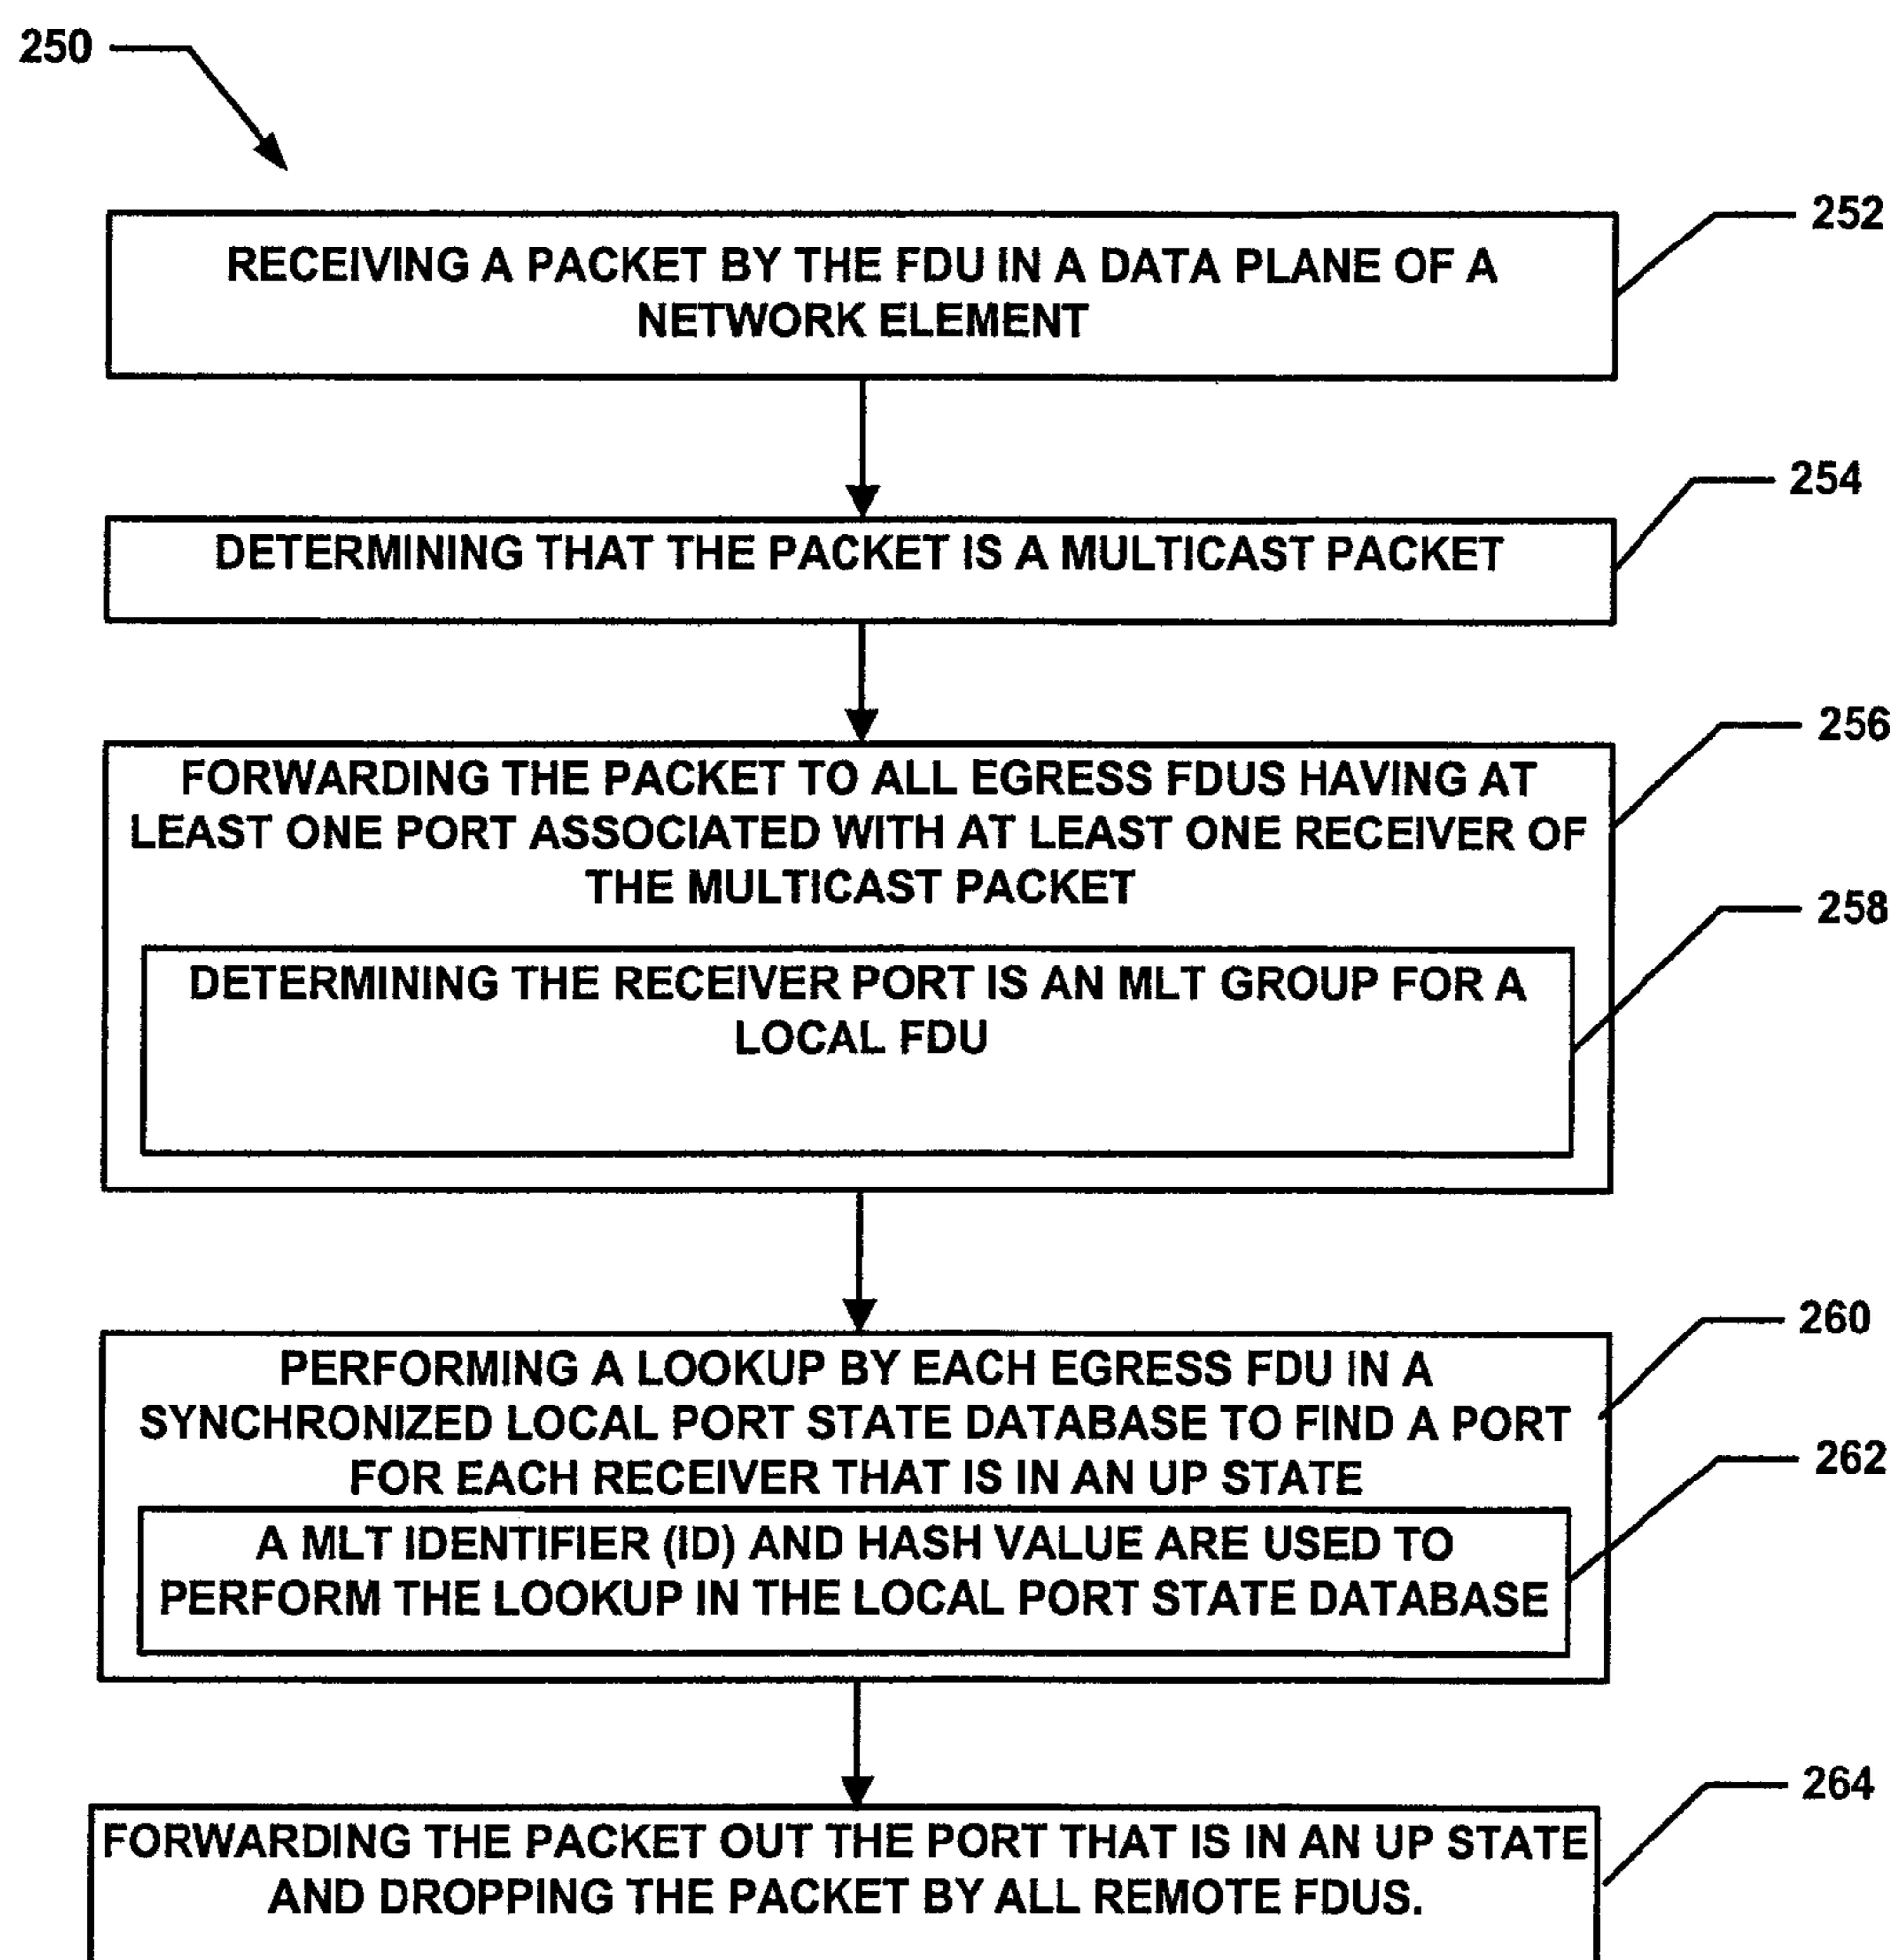 250
252
RECEIVING A PACKET BY THE FDU IN A DATA PLANE OF A
NETWORK ELEMENT
254
DETERMINING THAT THE PACKET IS A MULTICAST PACKET
256
FORWARDING THE PACKET TO ALL EGRESS FDUS HAVING AT
LEAST ONE PORT ASSOCIATED WITH AT LEAST ONE RECEIVER OF
THE MULTICAST PACKET
258
DETERMINING THE RECEIVER PORT IS AN MLT GROUP FOR A
LOCAL FDU
260
PERFORMING A LOOKUP BY EACH EGRESS FDU IN A
SYNCHRONIZED LOCAL PORT STATE DATABASE TO FIND A PORT
FOR EACH RECEIVER THAT IS IN AN UP STATE
262
A MLT IDENTIFIER (ID) AND HASH VALUE ARE USED TO
PERFORM THE LOOKUP IN THE LOCAL PORT STATE DATABASE
264
FORWARDING THE PACKET OUT THE PORT THAT IS IN AN UP STATE
AND DROPPING THE PACKET BY ALL REMOTE FDUS.